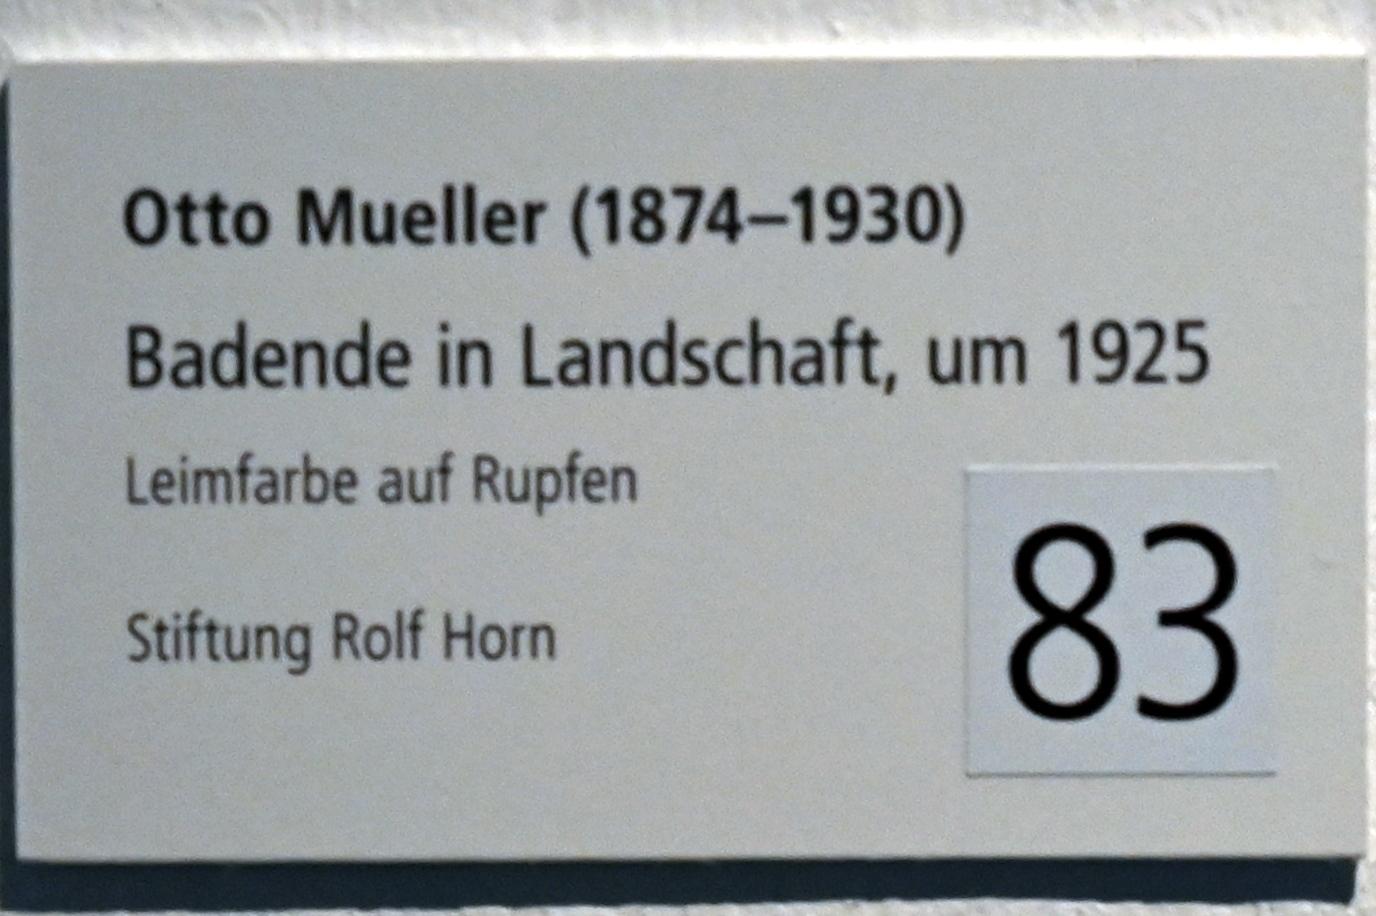 Otto Mueller (1874–1930)
Badende in Landschaft, um 1925
Leimfarbe auf Rupfen
Stiftung Rolf Horn
83